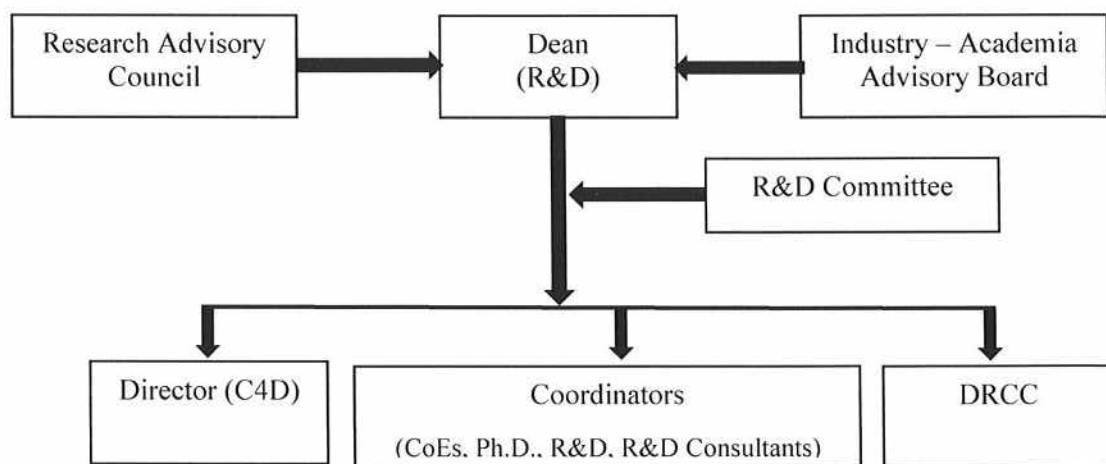 Research Advisory
Council
Dean
(R&D)
Industry – Academia
Advisory Board
R&D Committee
Director (C4D)
Coordinators
(CoEs, Ph.D., R&D, R&D Consultants)
DRCC